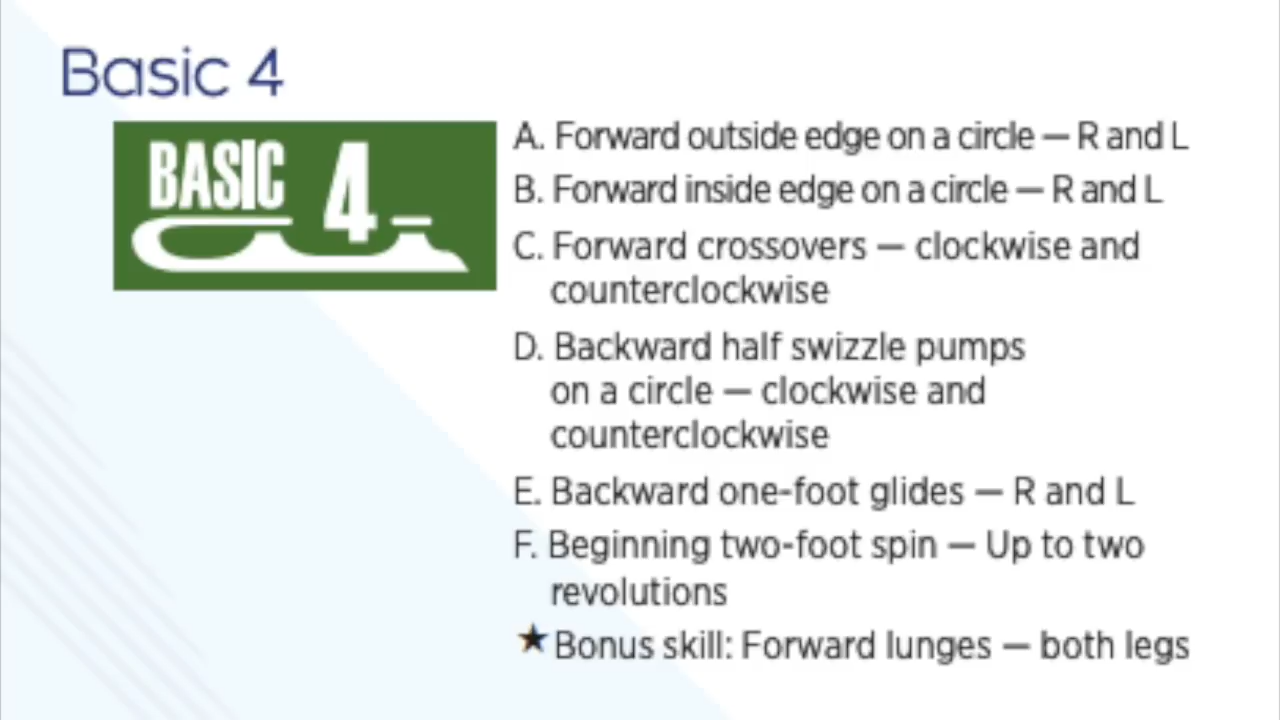 Basic 4
BASIC 4
A. Forward outside edge on a circle — R and L
B. Forward inside edge on a circle — R and L
C. Forward crossovers — clockwise and
counterclockwise
D. Backward half swizzle pumps
on a circle — clockwise and
counterclockwise
E. Backward one-foot glides — R and L
F. Beginning two-foot spin — Up to two
revolutions
★ Bonus skill: Forward lunges — both legs